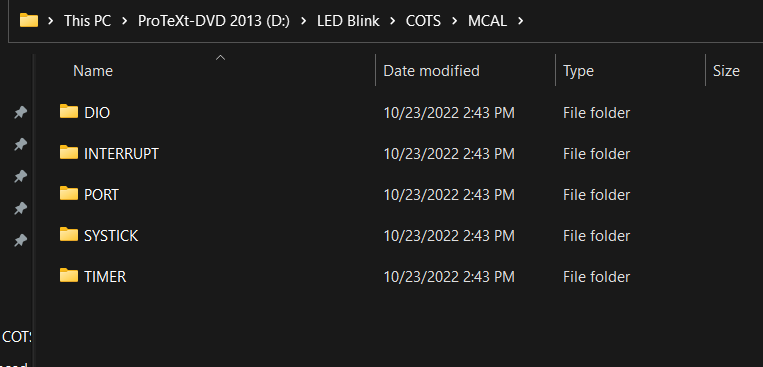 This PC > ProTeXt-DVD 2013 (D:) > LED Blink > COTS > MCAL >
Name Date modified Type Size
DIO 10/23/2022 2:43 PM File folder
INTERRUPT 10/23/2022 2:43 PM File folder
PORT 10/23/2022 2:43 PM File folder
SYSTICK 10/23/2022 2:43 PM File folder
TIMER 10/23/2022 2:43 PM File folder
COTS